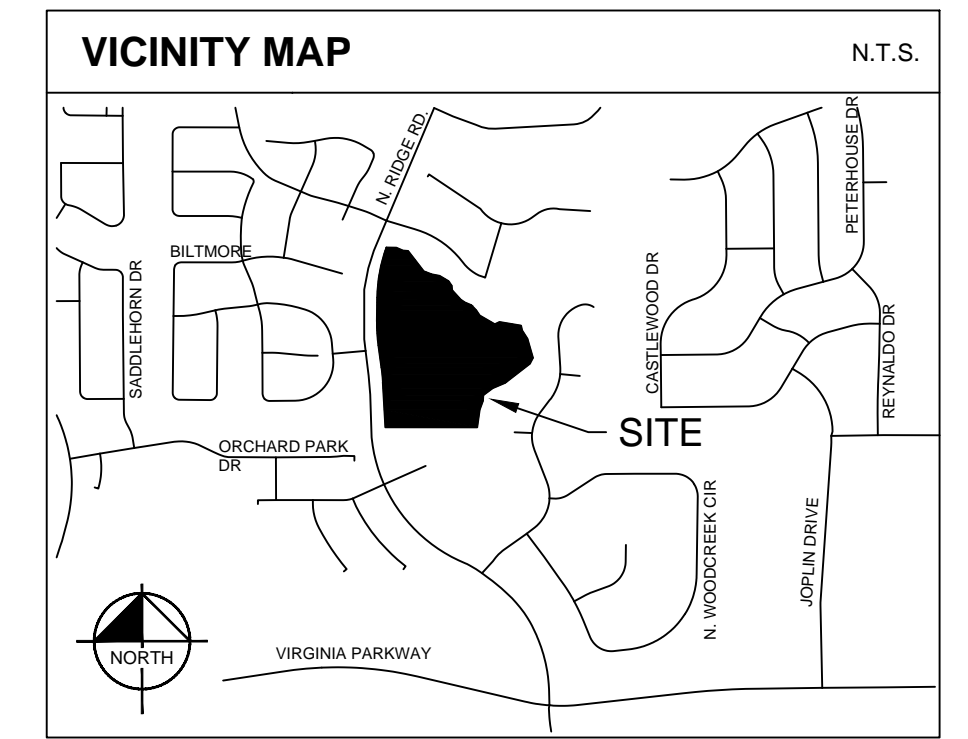 VICINITY MAP
N.T.S.
N. RIDGE RD.
PETERHOUSE DR
BILTMORE
SADDLEHORN DR
CASTLEWOOD DR
REYNALDO DR
SITE
ORCHARD PARK
DR
N. WOODCREEK CIR
JOPLIN DRIVE
NORTH
VIRGINIA PARKWAY